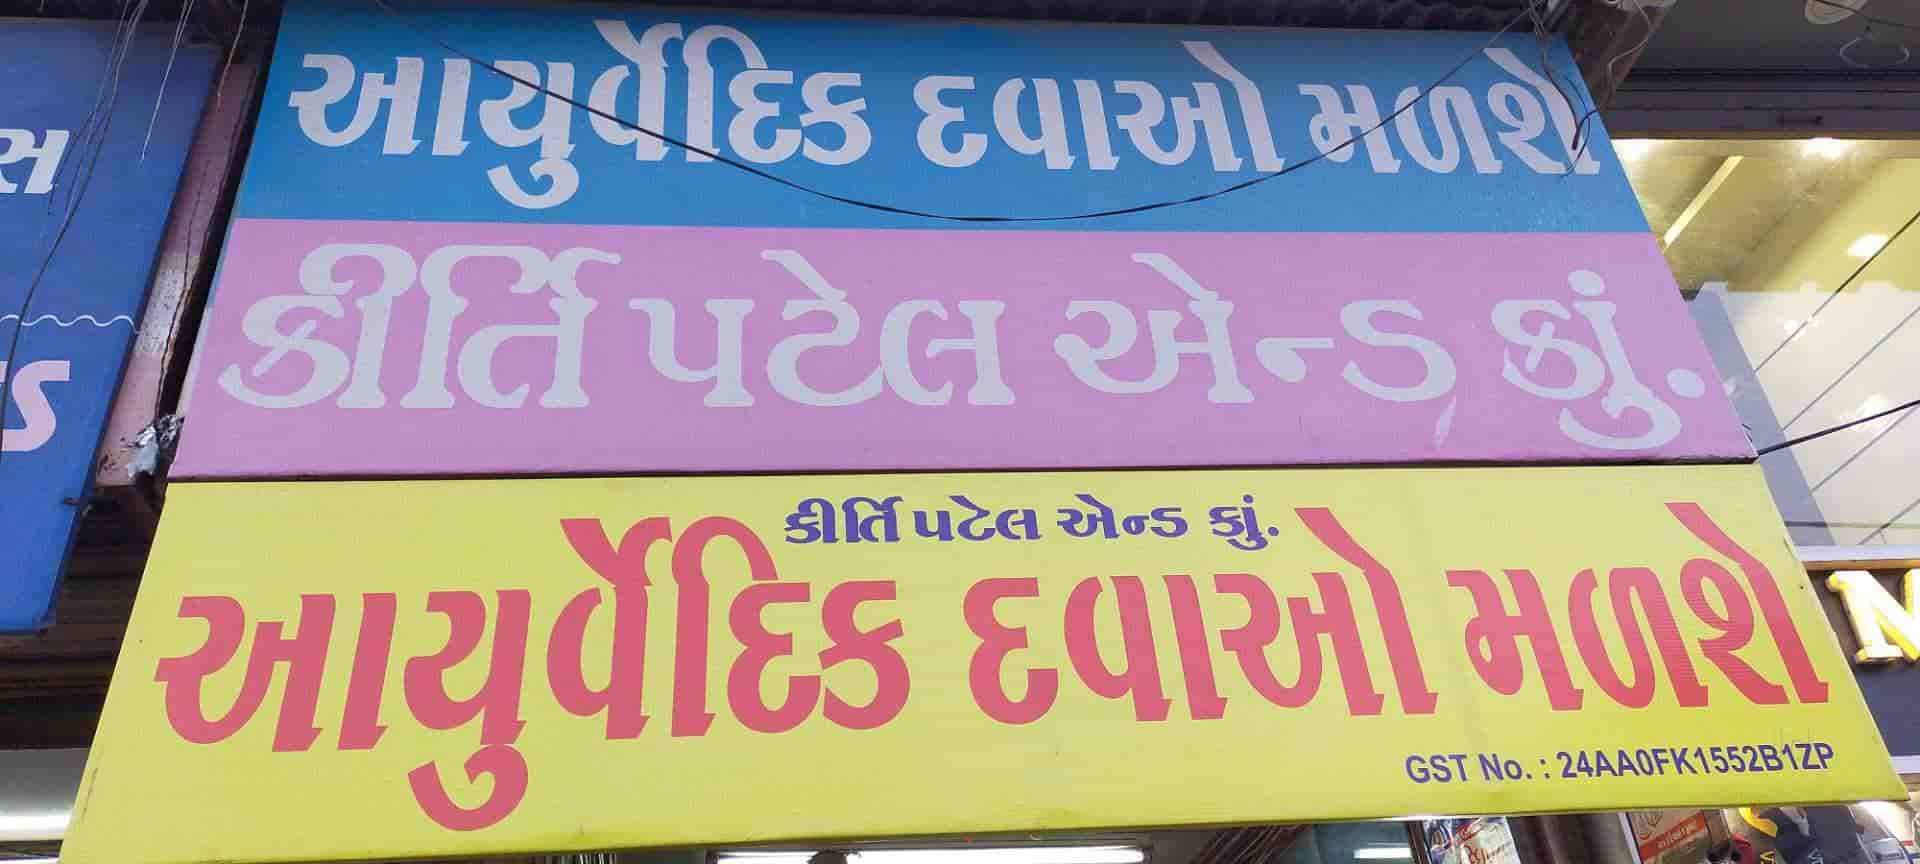 આયુર્વેદિક દવાઓ મળશે
કીર્તિ પટેલ એન્ડ કાું.
કીર્તિ પટેલ એન્ડ કાું.
આયુર્વેદિક દવાઓ મળશે
GST No. : 24AA0FK1552B1ZP